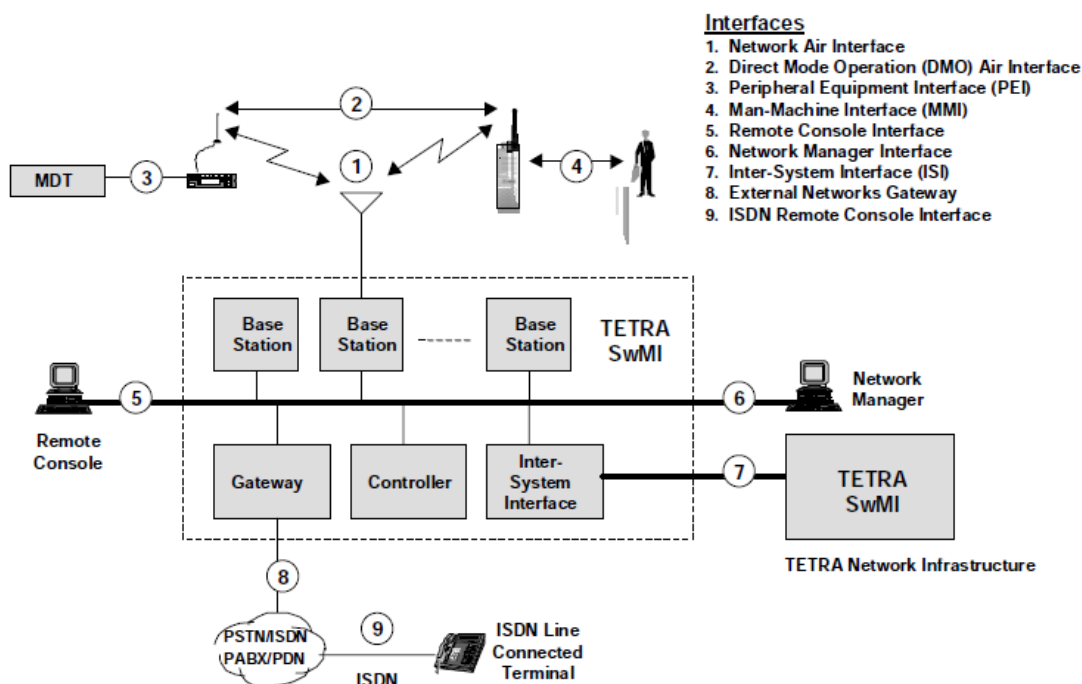 Interfaces
1. Network Air Interface
2. Direct Mode Operation (DMO) Air Interface
3. Peripheral Equipment Interface (PEI)
4. Man-Machine Interface (MMI)
5. Remote Console Interface
6. Network Manager Interface
7. Inter-System Interface (ISI)
8. External Networks Gateway
9. ISDN Remote Console Interface
2
1
MDT
3
4
Base
Station
Base
Station
Base
Station
TETRA
SwMI
5
6
Remote
Console
Network
Manager
Gateway
Controller
Inter-
System
Interface
7
TETRA
SwMI
TETRA Network Infrastructure
8
PSTN/ISDN
PABX/PDN
9
ISDN
ISDN Line
Connected
Terminal